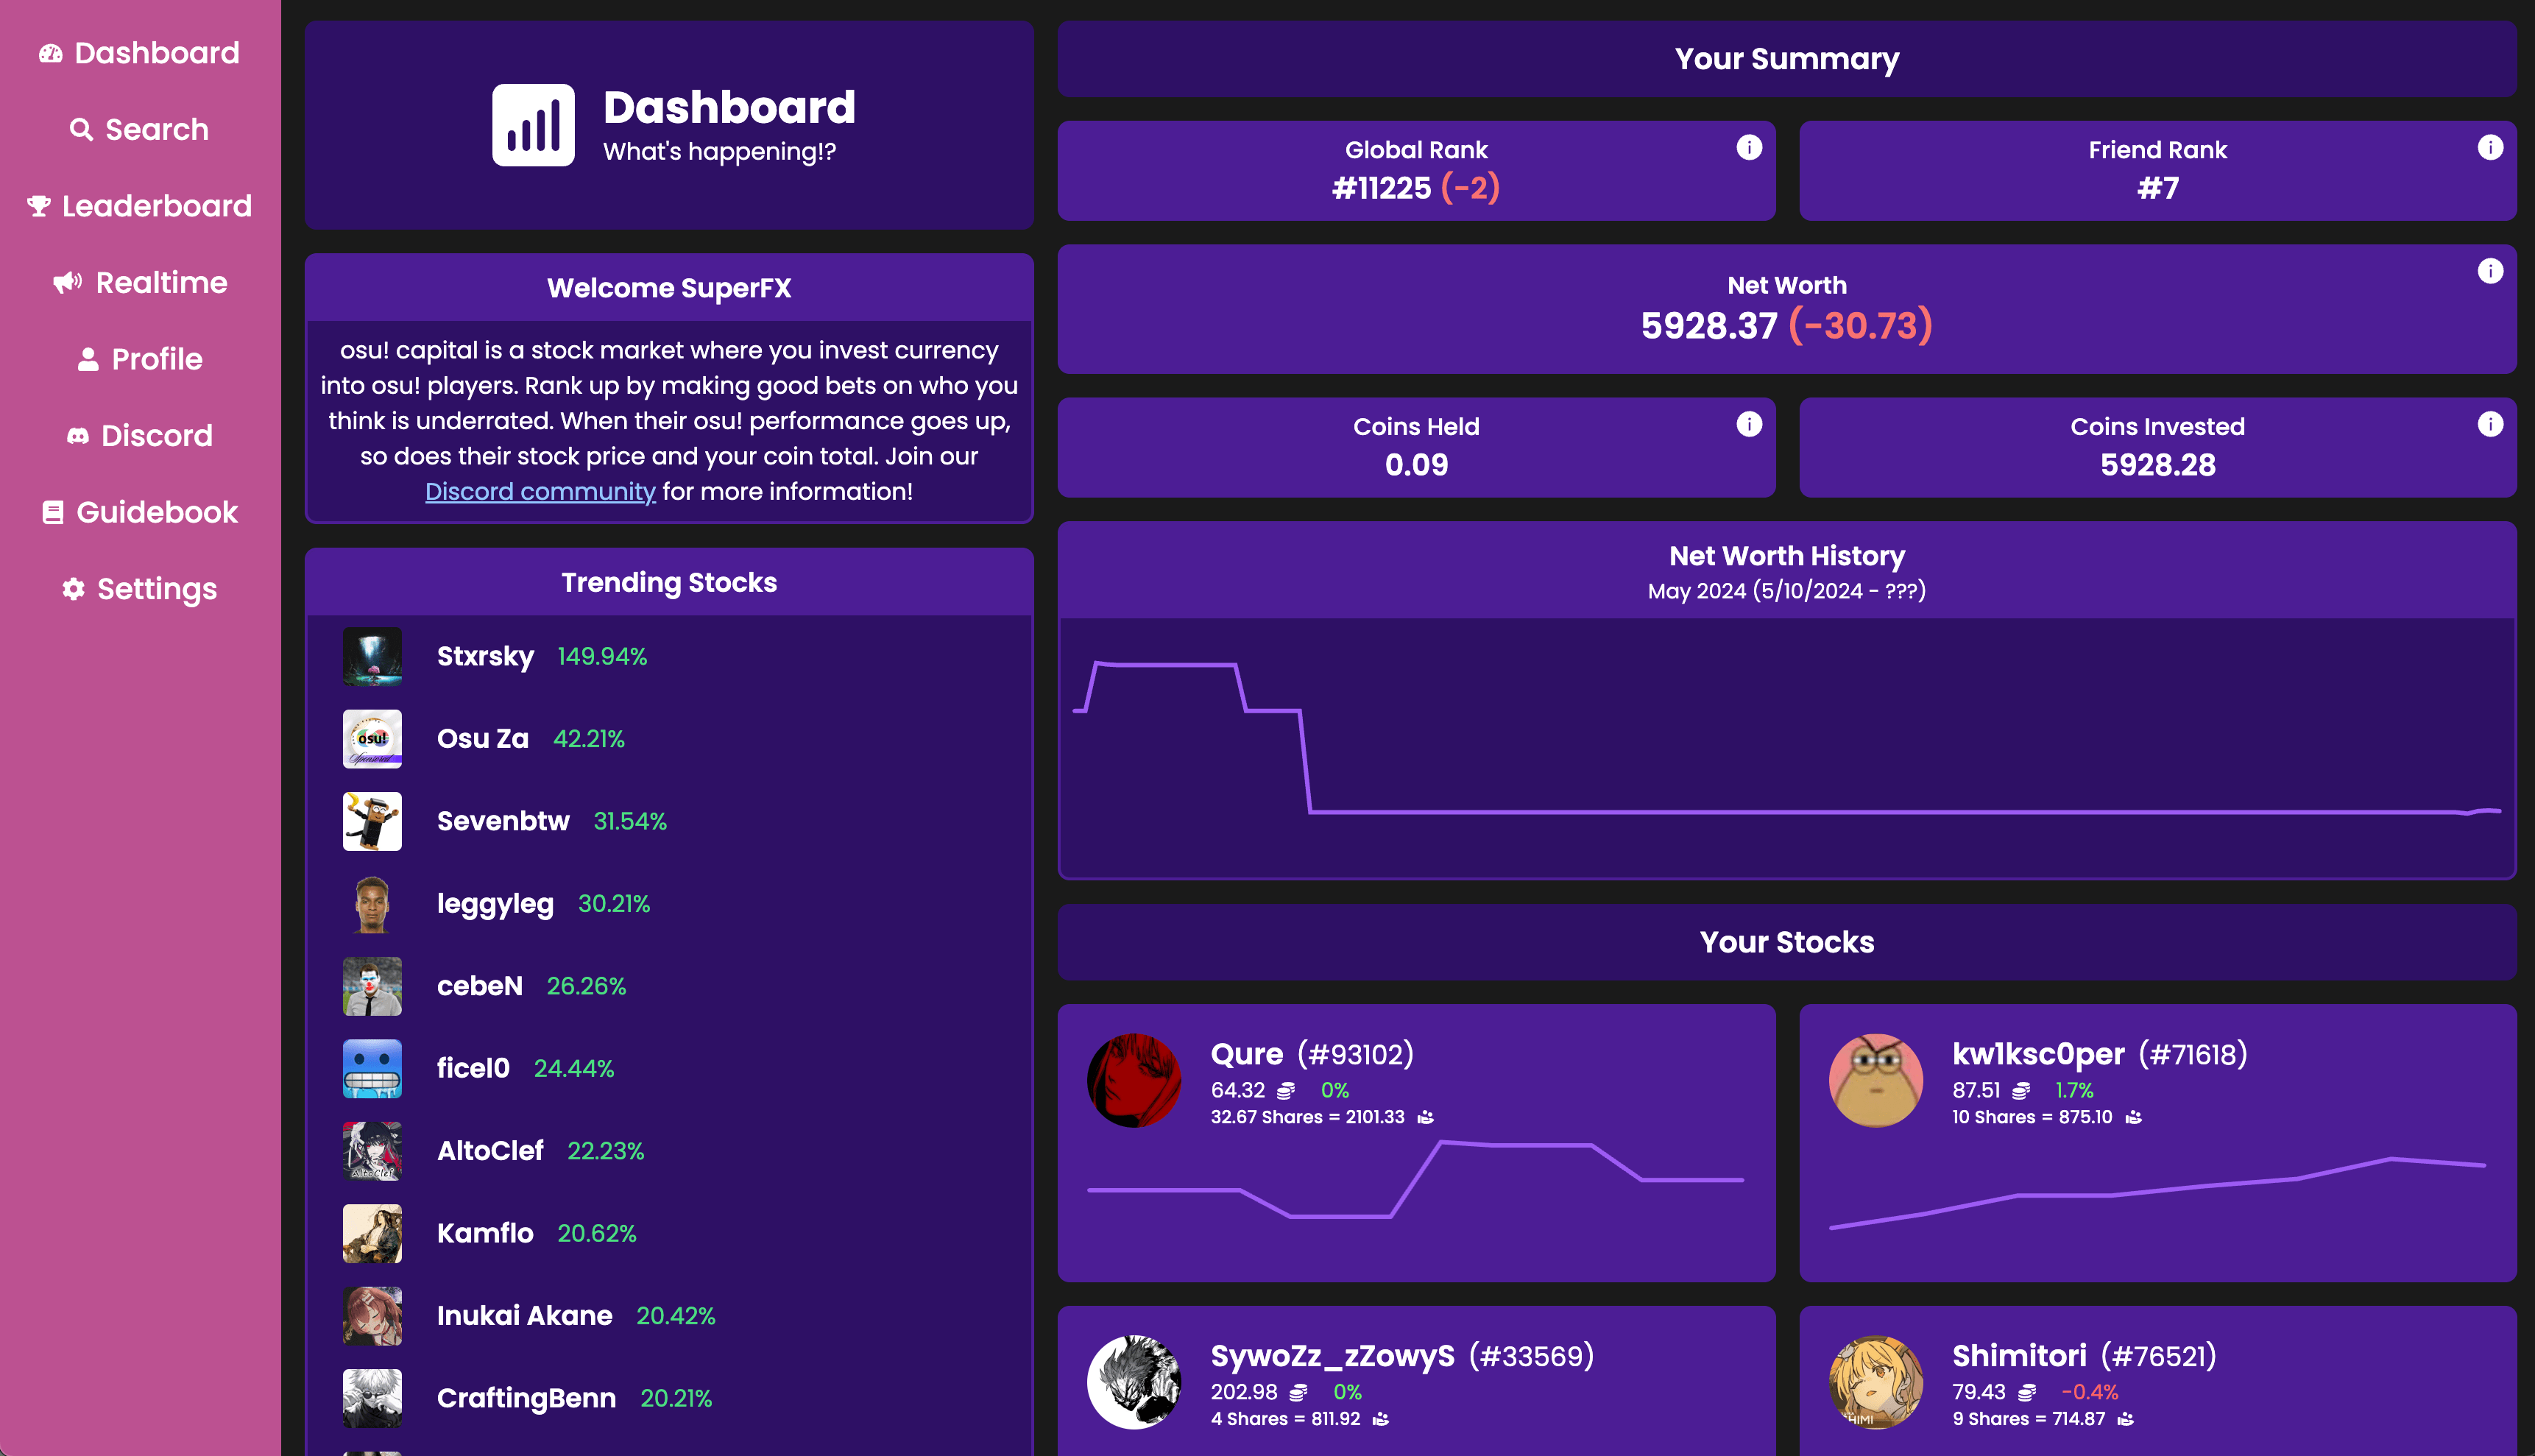 Dashboard
Search
Leaderboard
Realtime
Profile
Discord
Guidebook
Settings
Dashboard
What's happening!?
Welcome SuperFX
osu! capital is a stock market where you invest currency
into osu! players. Rank up by making good bets on who you
think is underrated. When their osu! performance goes up,
so does their stock price and your coin total. Join our
Discord community for more information!
Trending Stocks
Stxrsky 149.94%
osu!
Sponsored
Osu Za 42.21%
Sevenbtw 31.54%
leggyleg 30.21%
cebeN 26.26%
ficel0 24.44%
AltoClef
AltoClef 22.23%
Kamflo 20.62%
Inukai Akane 20.42%
CraftingBenn 20.21%
Your Summary
Global Rank
#11225 (-2)
Friend Rank
#7
Net Worth
5928.37 (-30.73)
Coins Held
0.09
Coins Invested
5928.28
Net Worth History
May 2024 (5/10/2024 - ???)
Your Stocks
Qure (#93102)
64.32 0%
32.67 Shares = 2101.33
kw1ksc0per (#71618)
87.51 1.7%
10 Shares = 875.10
SywoZz_zZowyS (#33569)
202.98 0%
4 Shares = 811.92
Shimitori (#76521)
79.43 -0.4%
9 Shares = 714.87